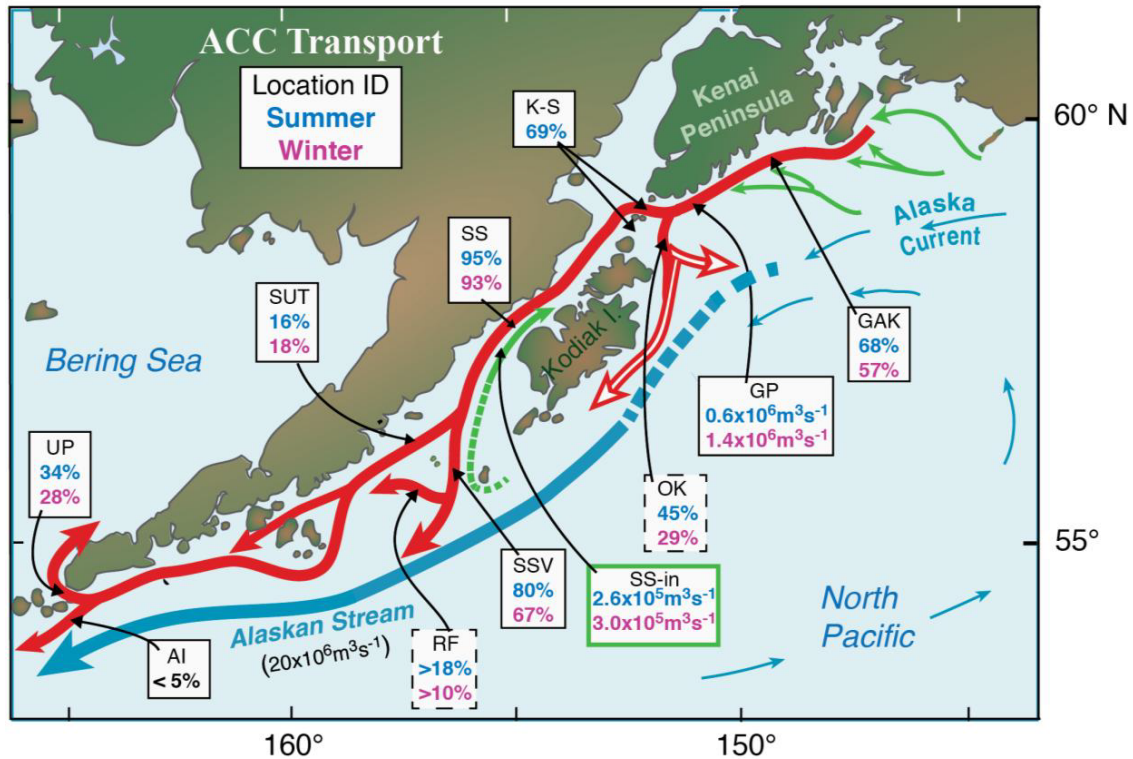 ACC Transport
Location ID
Summer
Winter
K-S
69%
Kenai
Peninsula
60° N
Alaska
Current
SS
95%
93%
SUT
16%
18%
Bering Sea
Kodiak I.
GAK
68%
57%
GP
0.6x10⁶m³s⁻¹
1.4x10⁶m³s⁻¹
UP
34%
28%
OK
45%
29%
55°
SSV
80%
67%
SS-in
2.6x10⁵m³s⁻¹
3.0x10⁵m³s⁻¹
North
Pacific
Alaskan Stream
(20x10⁶m³s⁻¹)
RF
>18%
>10%
AI
< 5%
160°
150°